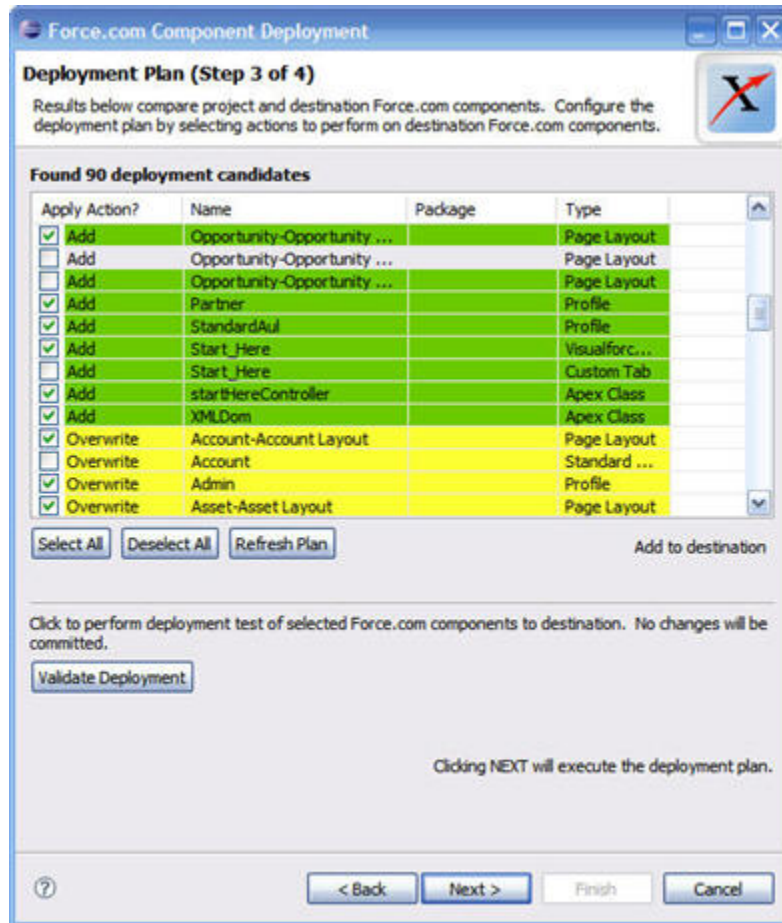 Force.com Component Deployment
Deployment Plan (Step 3 of 4)
Results below compare project and destination Force.com components. Configure the
deployment plan by selecting actions to perform on destination Force.com components.
Found 90 deployment candidates
Apply Action? Name Package Type
Add Opportunity-Opportunity ... Page Layout
Add Opportunity-Opportunity ... Page Layout
Add Opportunity-Opportunity ... Page Layout
Add Partner Profile
Add StandardAul Profile
Add Start_Here Visualforc...
Add Start_Here Custom Tab
Add startHereController Apex Class
Add XMLDom Apex Class
Overwrite Account-Account Layout Page Layout
Overwrite Account Standard ...
Overwrite Admin Profile
Overwrite Asset-Asset Layout Page Layout
Select All Deselect All Refresh Plan Add to destination
Click to perform deployment test of selected Force.com components to destination. No changes will be
committed.
Validate Deployment
Clicking NEXT will execute the deployment plan.
< Back Next > Finish Cancel